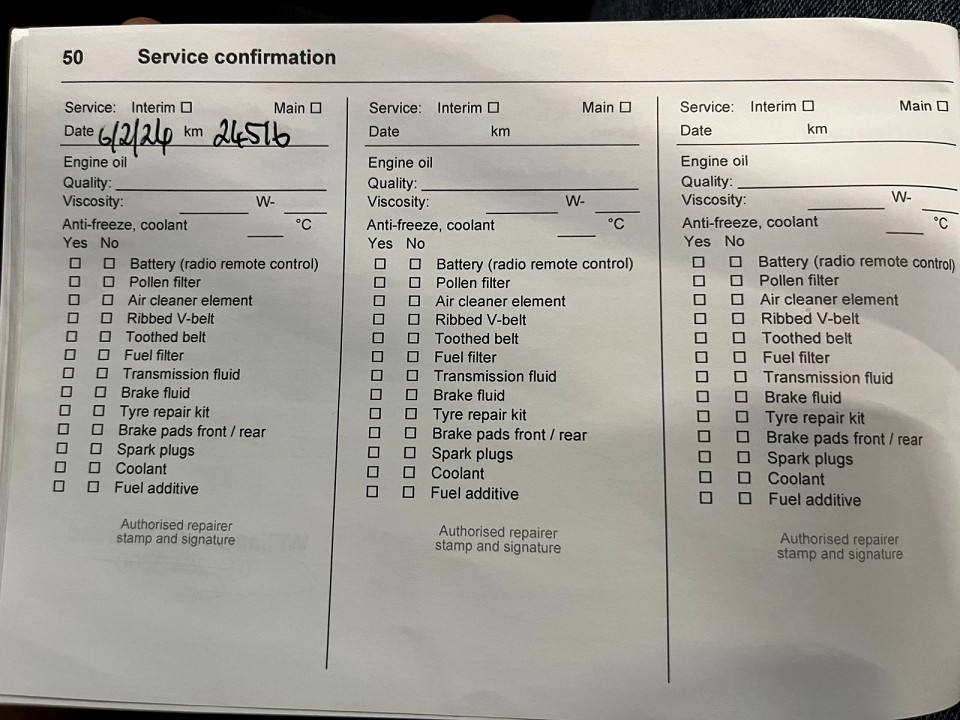 50 Service confirmation
Service: Interim ☐ Main ☐
Date 6/2/24 km 24516
Engine oil
Quality:
Viscosity: W-
Anti-freeze, coolant °C
Yes No
☐ ☐ Battery (radio remote control)
☐ ☐ Pollen filter
☐ ☐ Air cleaner element
☐ ☐ Ribbed V-belt
☐ ☐ Toothed belt
☐ ☐ Fuel filter
☐ ☐ Transmission fluid
☐ ☐ Brake fluid
☐ ☐ Tyre repair kit
☐ ☐ Brake pads front / rear
☐ ☐ Spark plugs
☐ ☐ Coolant
☐ ☐ Fuel additive
Authorised repairer
stamp and signature
Service: Interim ☐ Main ☐
Date km
Engine oil
Quality:
Viscosity: W-
Anti-freeze, coolant °C
Yes No
☐ ☐ Battery (radio remote control)
☐ ☐ Pollen filter
☐ ☐ Air cleaner element
☐ ☐ Ribbed V-belt
☐ ☐ Toothed belt
☐ ☐ Fuel filter
☐ ☐ Transmission fluid
☐ ☐ Brake fluid
☐ ☐ Tyre repair kit
☐ ☐ Brake pads front / rear
☐ ☐ Spark plugs
☐ ☐ Coolant
☐ ☐ Fuel additive
Authorised repairer
stamp and signature
Service: Interim ☐ Main ☐
Date km
Engine oil
Quality:
Viscosity: W-
Anti-freeze, coolant °C
Yes No
☐ ☐ Battery (radio remote control)
☐ ☐ Pollen filter
☐ ☐ Air cleaner element
☐ ☐ Ribbed V-belt
☐ ☐ Toothed belt
☐ ☐ Fuel filter
☐ ☐ Transmission fluid
☐ ☐ Brake fluid
☐ ☐ Tyre repair kit
☐ ☐ Brake pads front / rear
☐ ☐ Spark plugs
☐ ☐ Coolant
☐ ☐ Fuel additive
Authorised repairer
stamp and signature